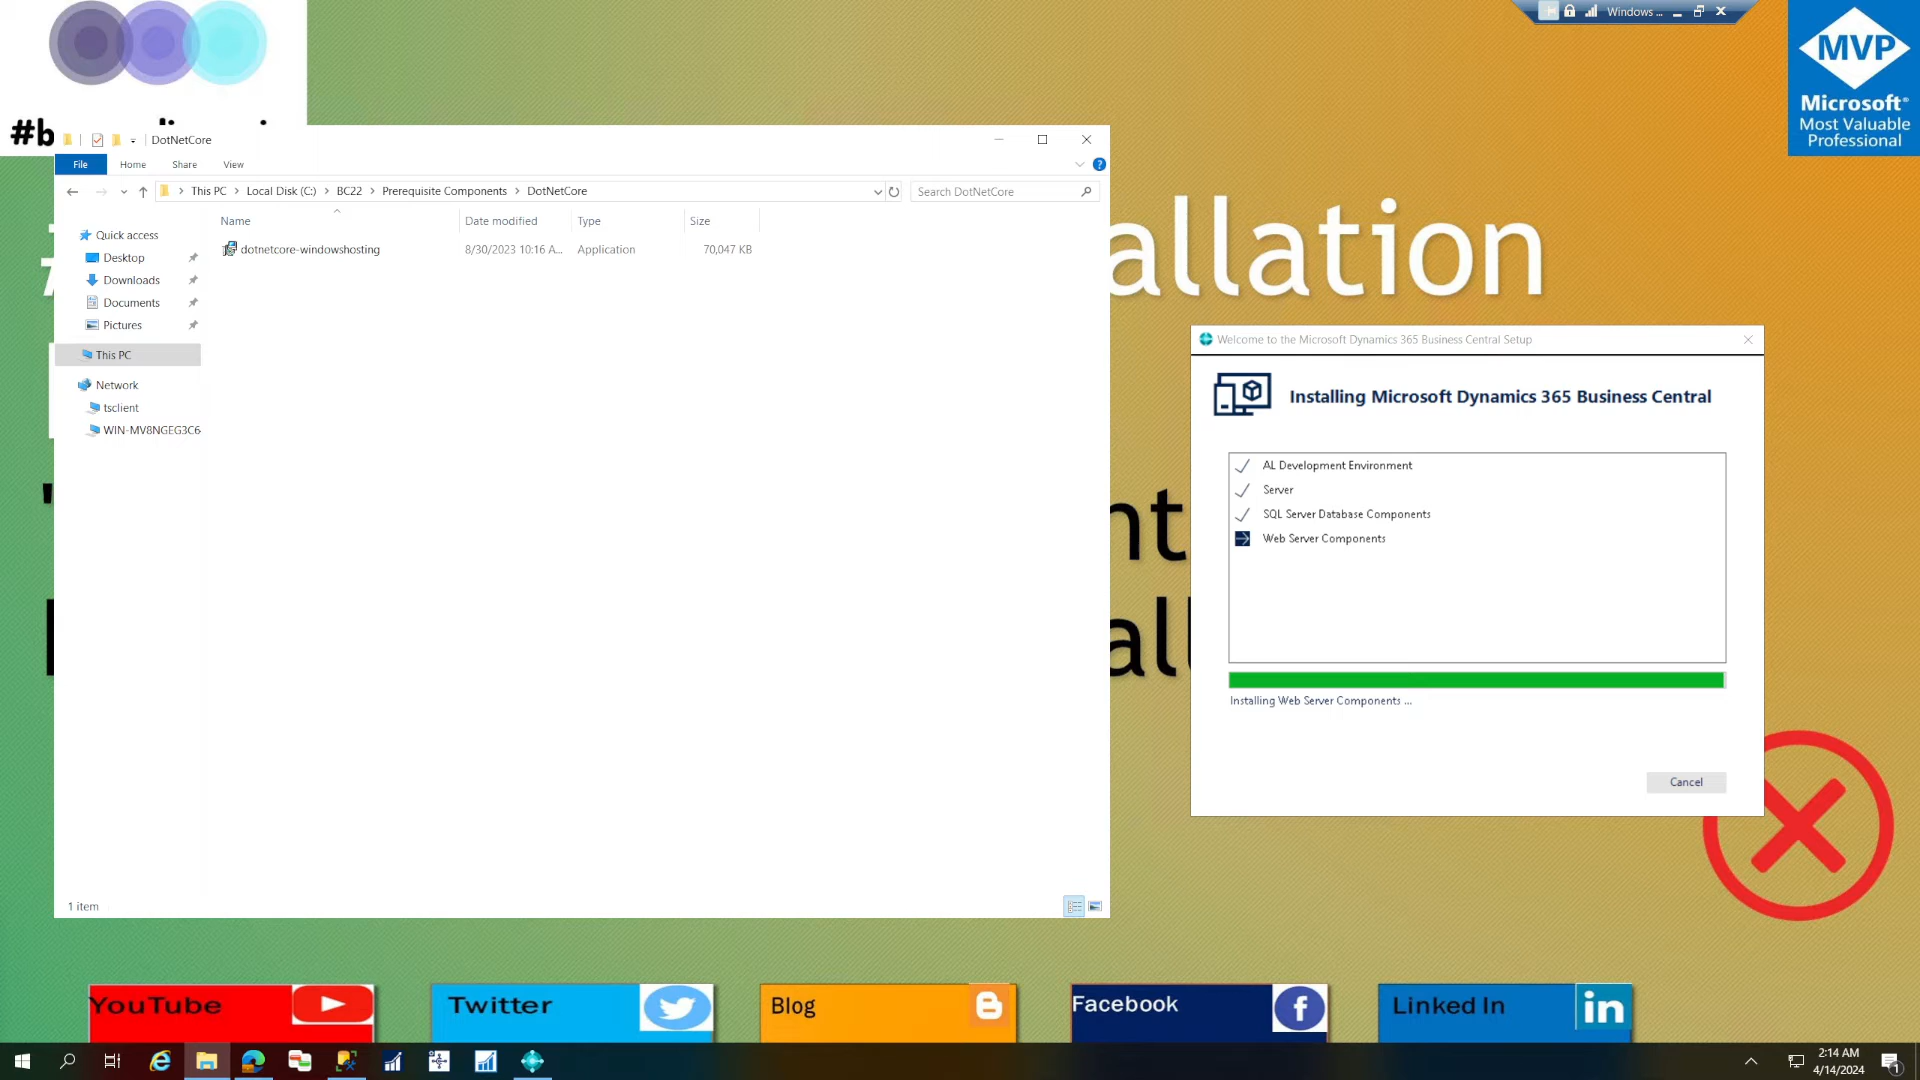 Windows ...
MVP
Microsoft®
Most Valuable
Professional
#b
DotNetCore
File
Home
Share
View
This PC
Local Disk (C:)
BC22
Prerequisite Components
DotNetCore
Search DotNetCore
Name
Date modified
Type
Size
dotnetcore-windowshosting
8/30/2023 10:16 A...
Application
70,047 KB
Quick access
Desktop
Downloads
Documents
Pictures
This PC
Network
tsclient
WIN-MV8NGEG3C6
1 item
allation
nt
all
Welcome to the Microsoft Dynamics 365 Business Central Setup
Installing Microsoft Dynamics 365 Business Central
AL Development Environment
Server
SQL Server Database Components
Web Server Components
Installing Web Server Components ...
Cancel
YouTube
Twitter
Blog
Facebook
Linked In
in
2:14 AM
4/14/2024
1